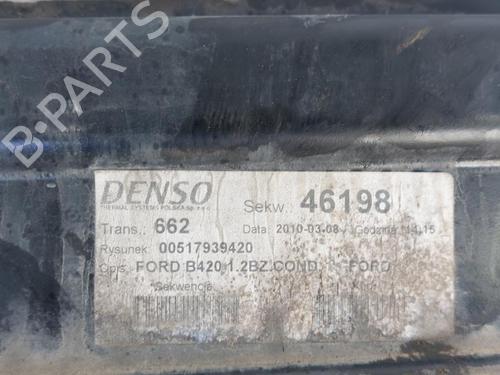 B-PARTS
DENSO Sekw. 46198
THERMAL SYSTEMS POLSKA Sp. z o.o.
Trans.: 662 Data: 2010-03-08 Godzina: 14:15
Rysunek: 00517939420
Opis: FORD B420 1.2BZ.COND. FORD
Sekwencja